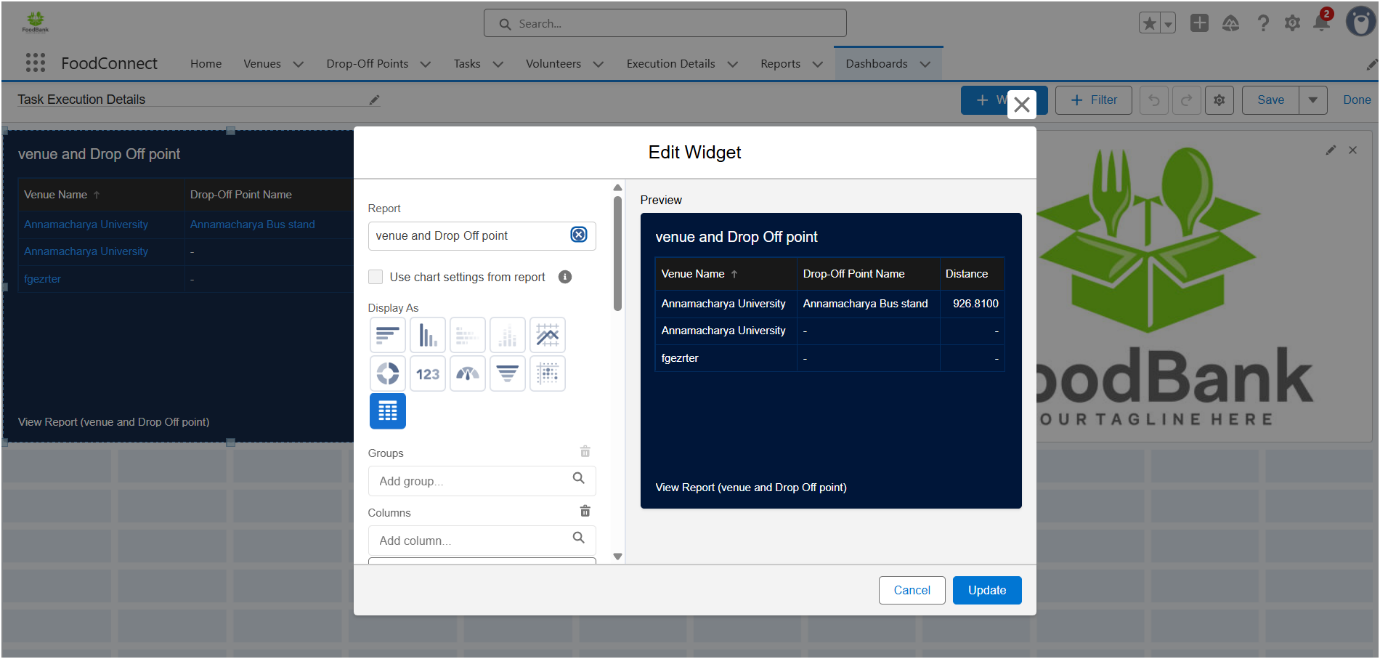 FoodBank
Search...
2
FoodConnect
Home
Venues
Drop-Off Points
Tasks
Volunteers
Execution Details
Reports
Dashboards
Task Execution Details
+ W
+ Filter
Save
Done
venue and Drop Off point
Venue Name ↑ Drop-Off Point Name
Annamacharya University Annamacharya Bus stand
Annamacharya University -
fgezrter -
View Report (venue and Drop Off point)
Edit Widget
Report
venue and Drop Off point
Use chart settings from report
Display As
123
Groups
Add group...
Columns
Add column...
Preview
venue and Drop Off point
Venue Name ↑ Drop-Off Point Name Distance
Annamacharya University Annamacharya Bus stand 926.8100
Annamacharya University - -
fgezrter - -
View Report (venue and Drop Off point)
Cancel
Update
oodBank
OUR TAGLINE HERE